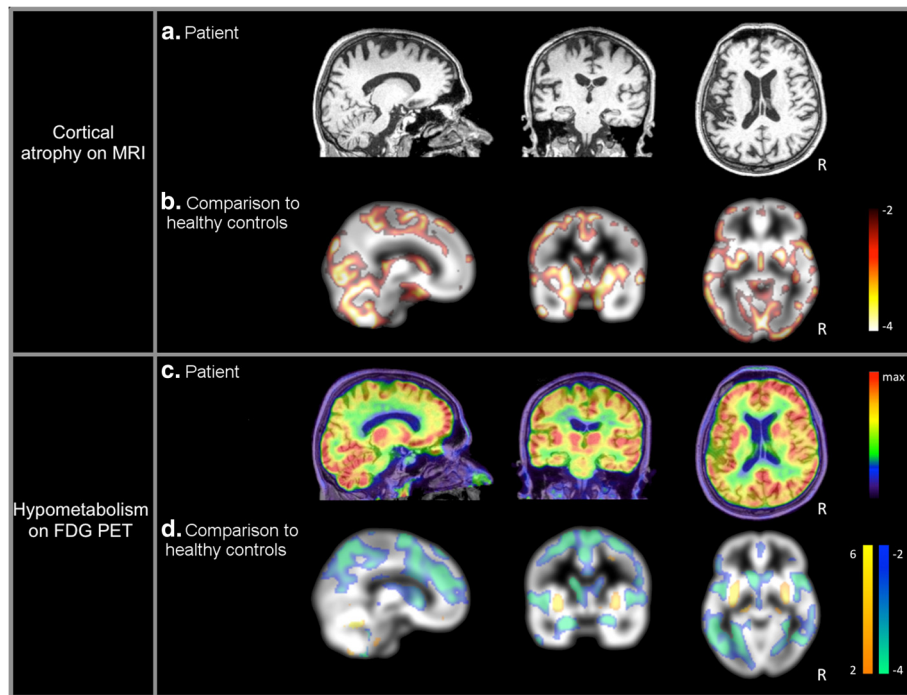 Cortical
atrophy on MRI
a. Patient
R
b. Comparison to
healthy controls
R
-2
-4
Hypometabolism
on FDG PET
c. Patient
R
max
d. Comparison to
healthy controls
R
6
-2
2
-4